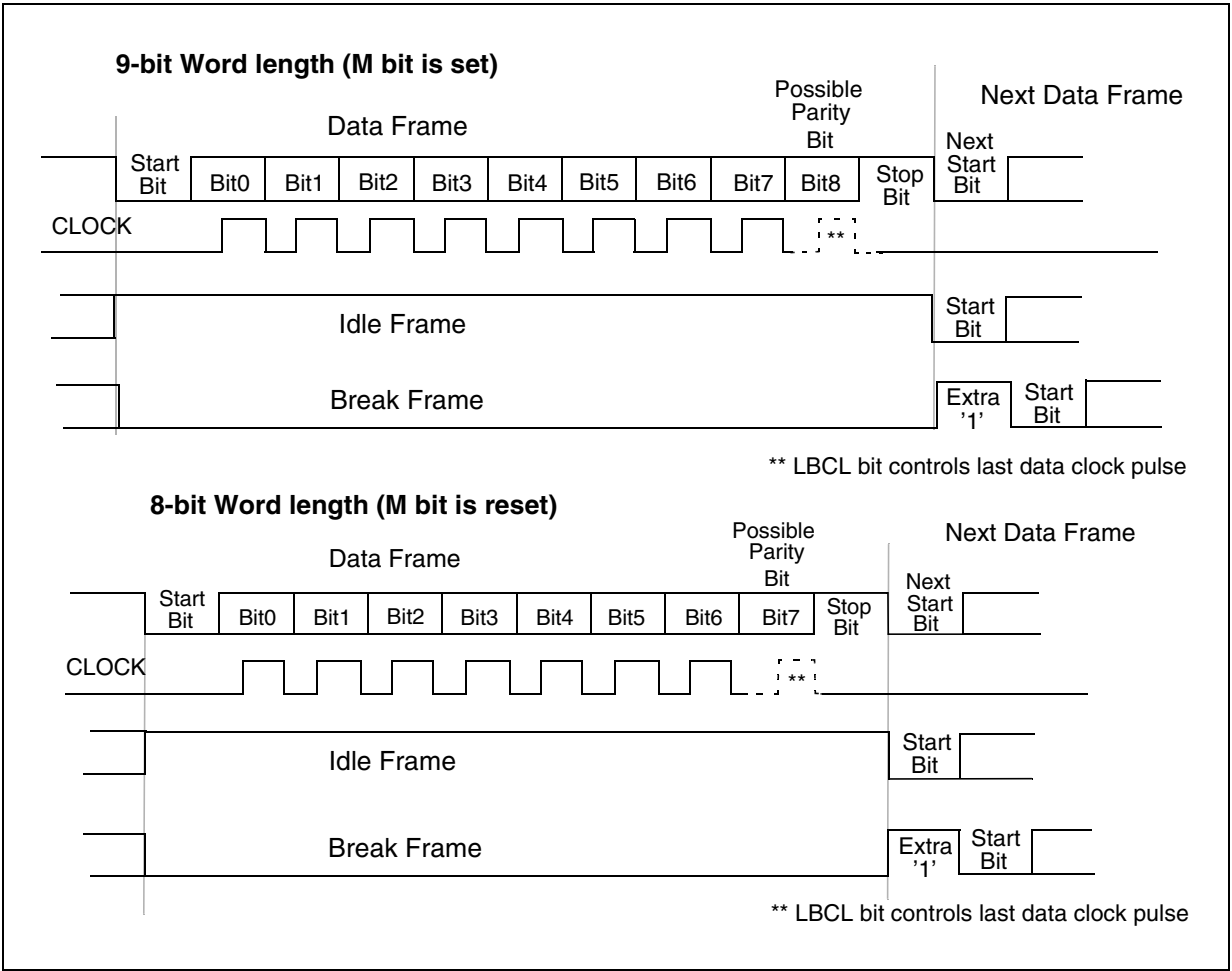 9-bit Word length (M bit is set)
Possible
Parity
Bit
Next Data Frame
Data Frame
Next
Start
Bit
Start
Bit
Bit0 Bit1 Bit2 Bit3 Bit4 Bit5 Bit6 Bit7 Bit8
Stop
Bit
CLOCK
**
Idle Frame
Start
Bit
Break Frame
Extra
'1'
Start
Bit
** LBCL bit controls last data clock pulse
8-bit Word length (M bit is reset)
Possible
Parity
Bit
Next Data Frame
Data Frame
Next
Start
Bit
Start
Bit
Bit0 Bit1 Bit2 Bit3 Bit4 Bit5 Bit6 Bit7
Stop
Bit
CLOCK
**
Idle Frame
Start
Bit
Break Frame
Extra
'1'
Start
Bit
** LBCL bit controls last data clock pulse